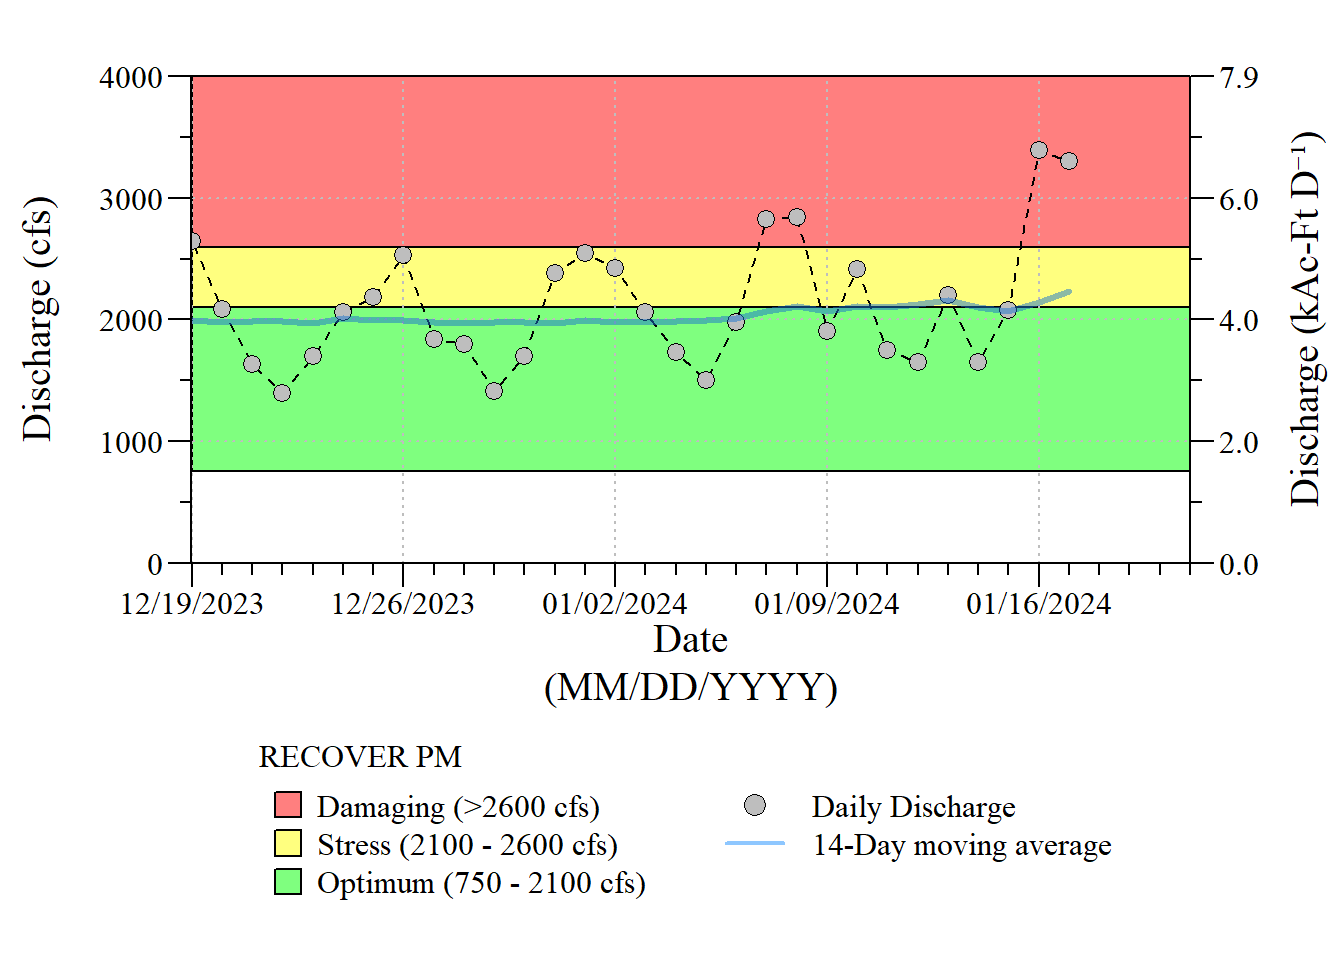 4000
3000
2000
1000
0
Discharge (cfs)
7.9
6.0
4.0
2.0
0.0
Discharge (kAc-Ft D⁻¹)
12/19/2023 12/26/2023 01/02/2024 01/09/2024 01/16/2024
Date
(MM/DD/YYYY)
RECOVER PM
Damaging (>2600 cfs)
Stress (2100 - 2600 cfs)
Optimum (750 - 2100 cfs)
Daily Discharge
14-Day moving average